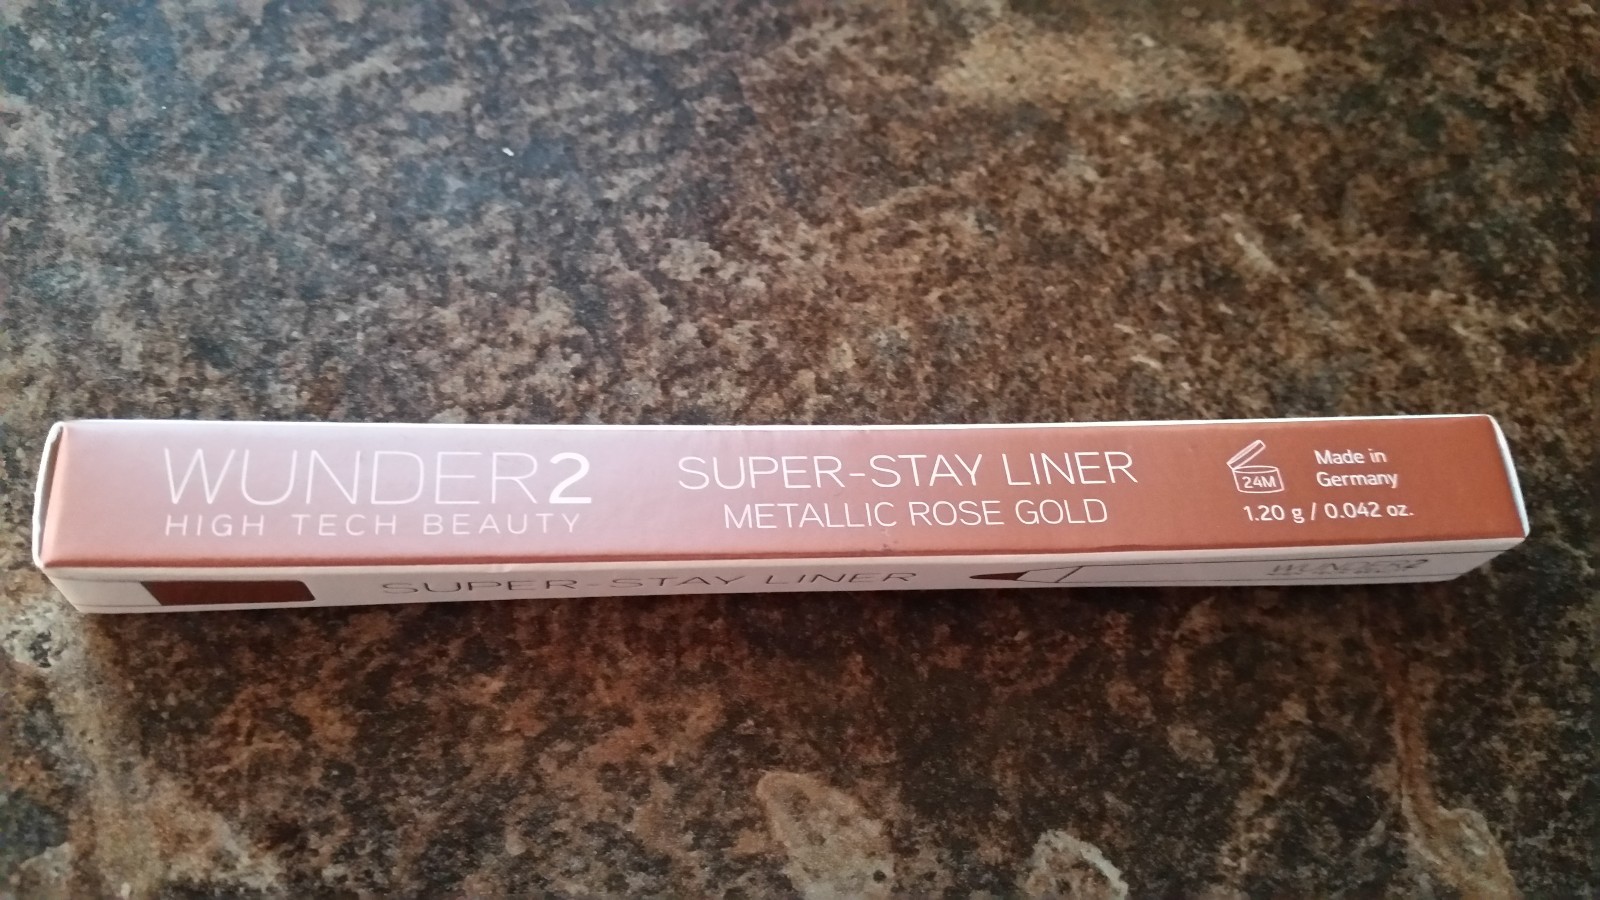 WUNDER2
HIGH TECH BEAUTY
SUPER-STAY LINER
METALLIC ROSE GOLD
24M
Made in
Germany
1.20 g / 0.042 oz.
SUPER-STAY LINER
WUNDER2